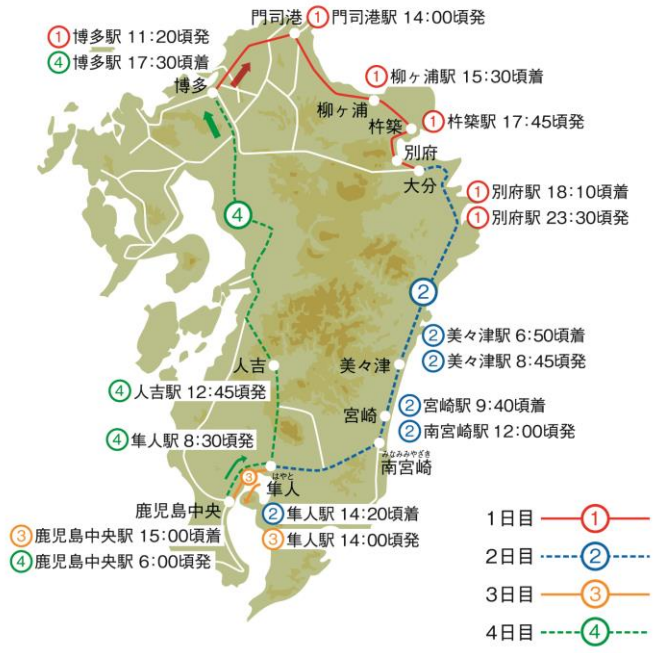 門司港
①門司港駅 14:00頃発
①博多駅 11:20頃発
④博多駅 17:30頃着
博多
①柳ヶ浦駅 15:30頃着
柳ヶ浦
杵築
①杵築駅 17:45頃発
別府
大分
①別府駅 18:10頃着
①別府駅 23:30頃発
④
②
②美々津駅 6:50頃着
②美々津駅 8:45頃発
美々津
人吉
④人吉駅 12:45頃発
宮崎
②宮崎駅 9:40頃着
②南宮崎駅 12:00頃発
みなみみやざき
南宮崎
④隼人駅 8:30頃発
③
はやと
隼人
鹿児島中央
②隼人駅 14:20頃着
③隼人駅 14:00頃発
③鹿児島中央駅 15:00頃着
④鹿児島中央駅 6:00頃発
1日目 ①
2日目 ②
3日目 ③
4日目 ④